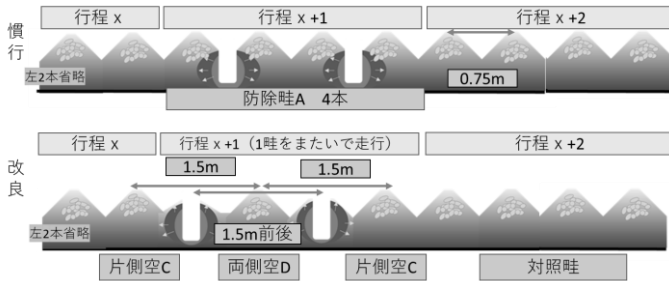 慣行
行程 x
行程 x +1
行程 x +2
左2本省略
0.75m
防除畦A 4本
改良
行程 x
行程 x +1（1畦をまたいで走行）
行程 x +2
1.5m
1.5m
左2本省略
1.5m前後
片側空C
両側空D
片側空C
対照畦